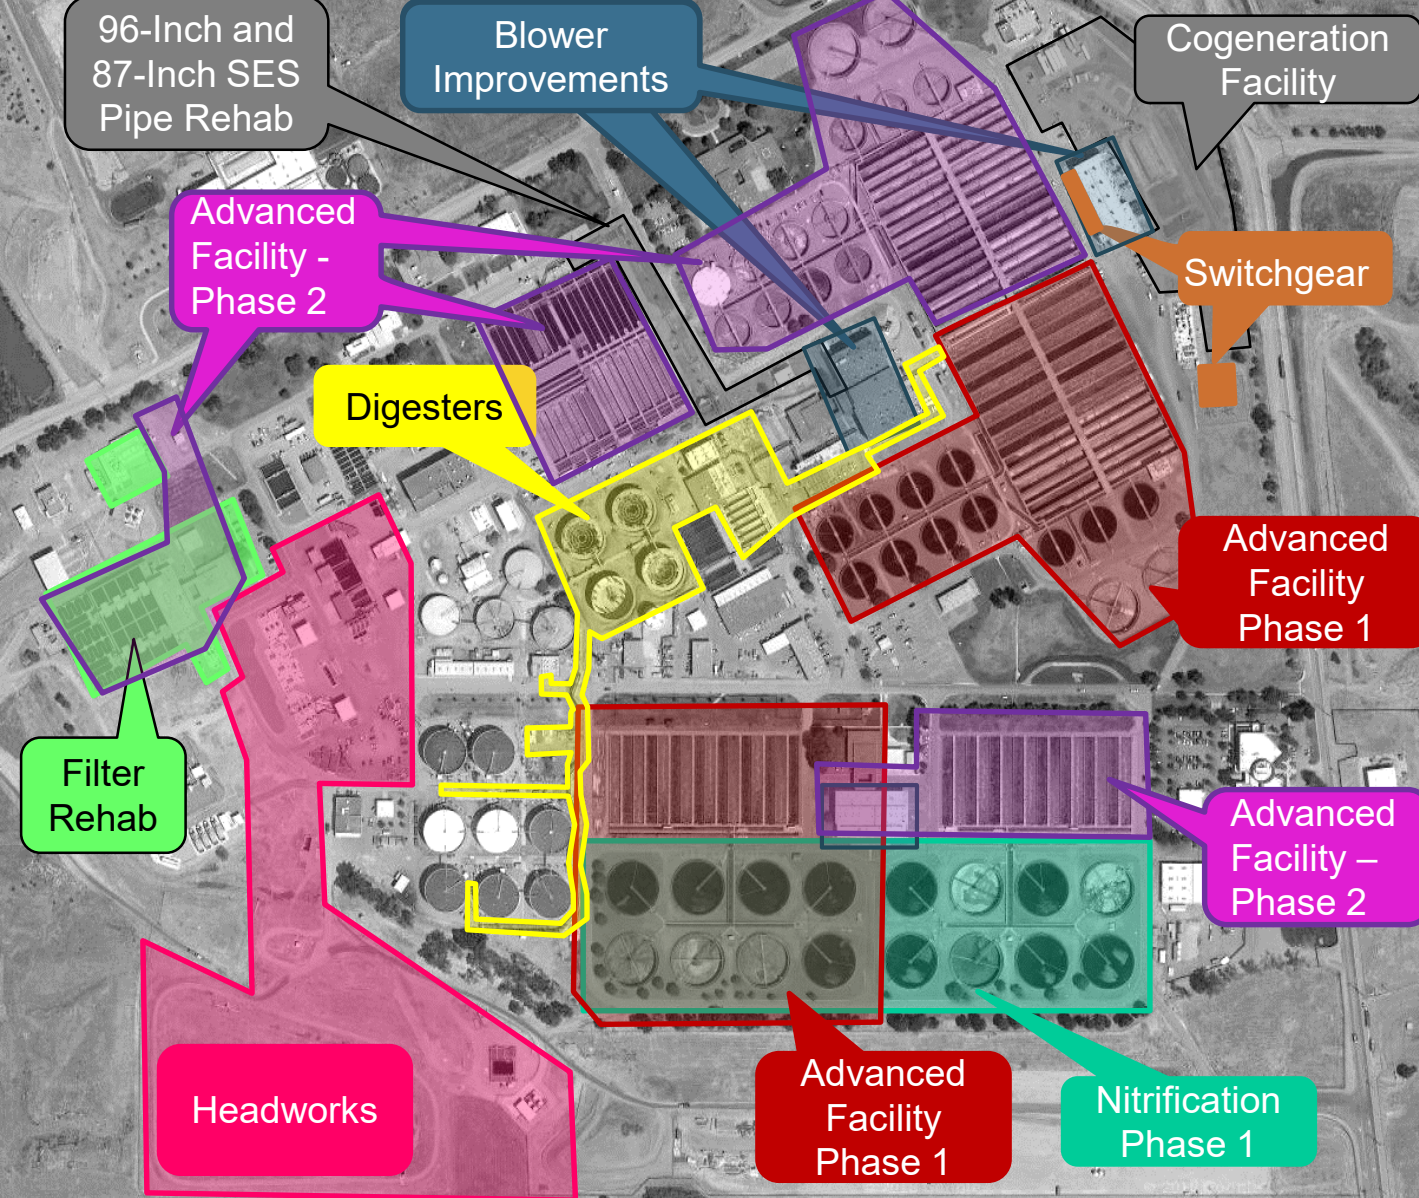 96-Inch and
87-Inch SES
Pipe Rehab
Blower
Improvements
Cogeneration
Facility
Advanced
Facility -
Phase 2
Switchgear
Digesters
Advanced
Facility
Phase 1
Filter
Rehab
Advanced
Facility –
Phase 2
Headworks
Advanced
Facility
Phase 1
Nitrification
Phase 1